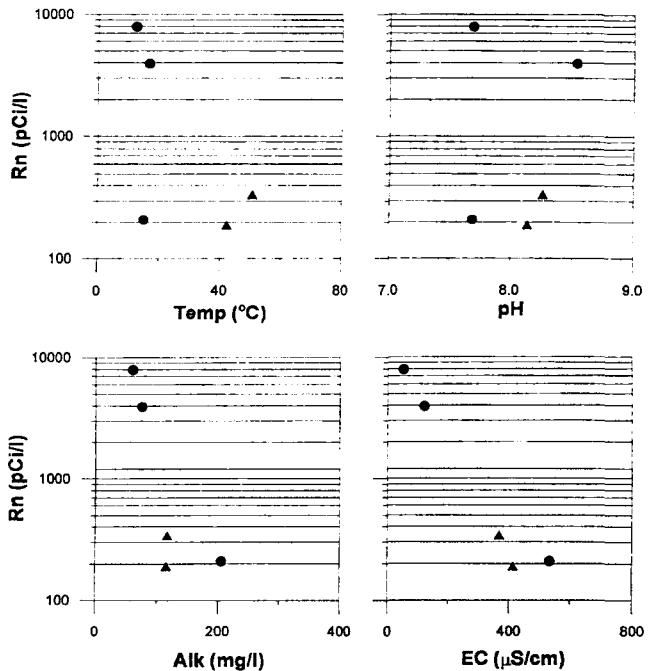 10000
1000
100
Rn (pCi/l)
0 40 80
Temp (°C)
7.0 8.0 9.0
pH
10000
1000
100
Rn (pCi/l)
0 200 400
Alk (mg/l)
0 400 800
EC (µS/cm)